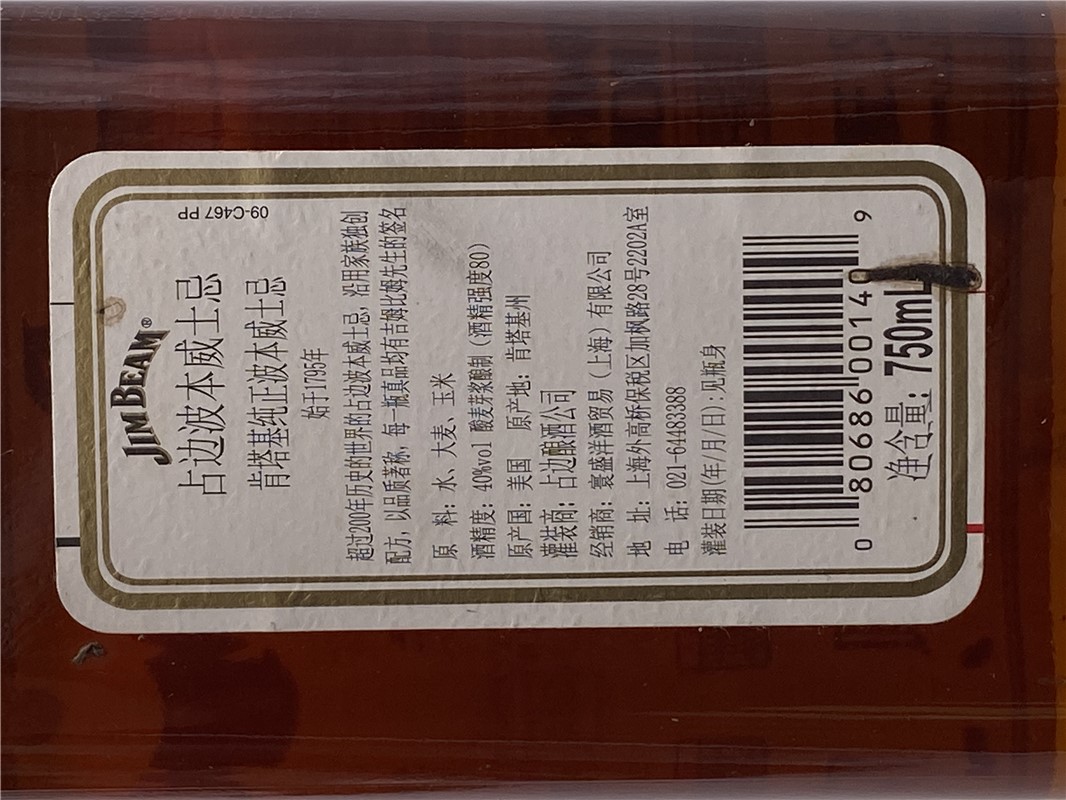 JIM BEAM®
占边波本威士忌
肯塔基纯正波本威士忌
始于1795年
超过200年历史的世界的占边波本威士忌，沿用家族独创
配方，以品质著称，每一瓶真品均有吉姆比姆先生的签名
原　料：水、大麦、玉米
酒精度：40%vol 酸麦芽浆酿制（酒精强度80）
原产国：美国　原产地：肯塔基州
灌装商：占边酿酒公司
经销商：寰盛洋酒贸易（上海）有限公司
地　址：上海外高桥保税区加枫路28号2202A室
电　话：021-64483388
灌装日期(年/月/日)：见瓶身
0 80686 00140 9
净含量：750mL
09-C467 PP